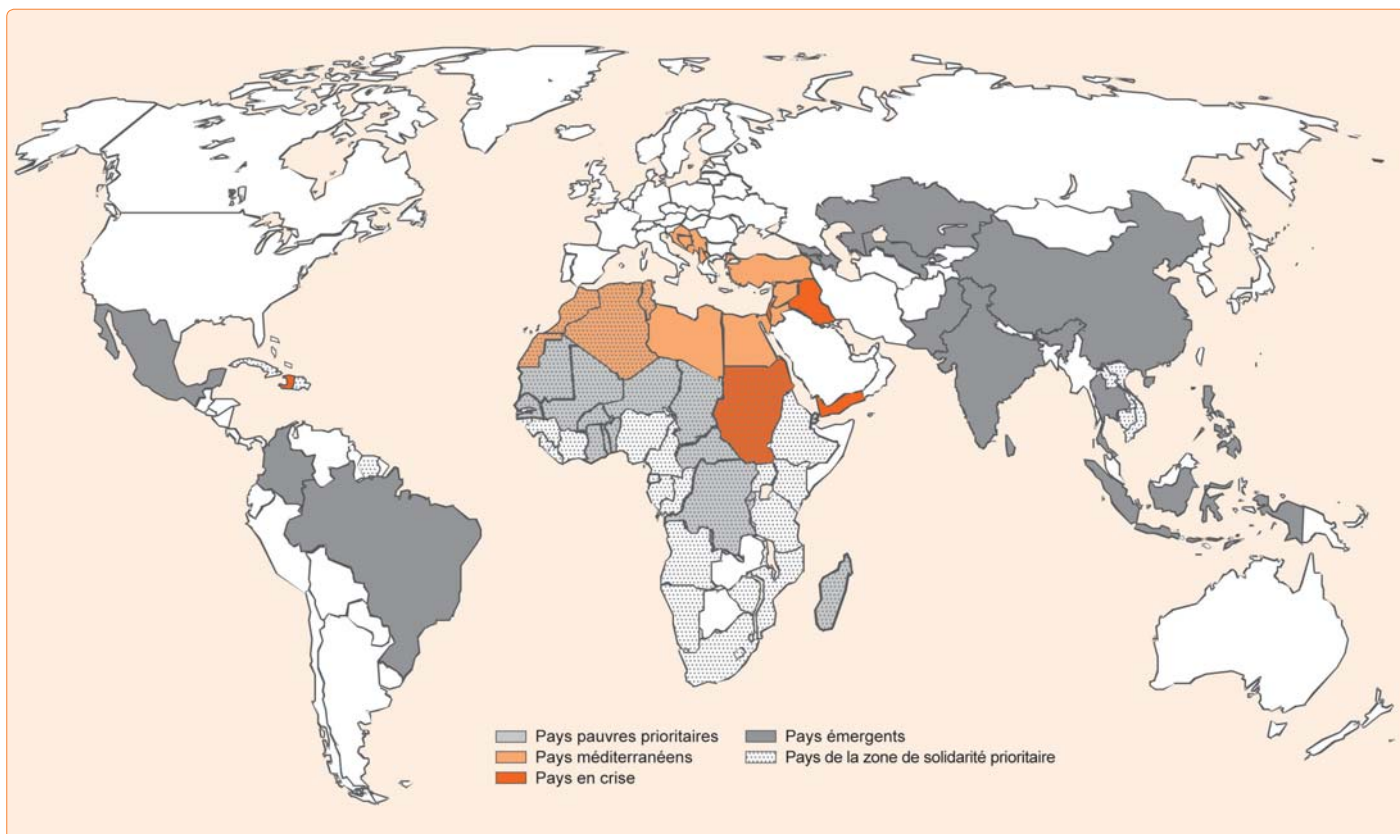 Pays pauvres prioritaires
Pays méditerranéens
Pays en crise
Pays émergents
Pays de la zone de solidarité prioritaire